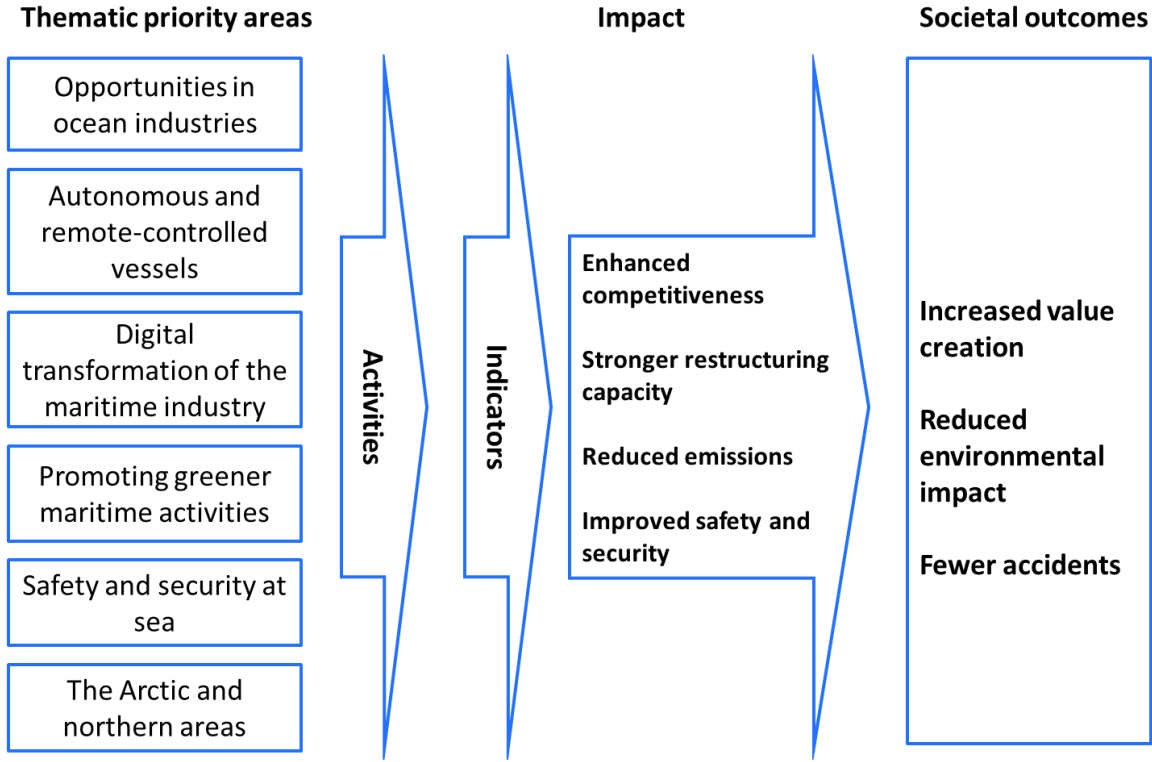 Thematic priority areas
Impact
Societal outcomes
Opportunities in
ocean industries
Autonomous and
remote-controlled
vessels
Digital
transformation of the
maritime industry
Promoting greener
maritime activities
Safety and security at
sea
The Arctic and
northern areas
Activities
Indicators
Enhanced
competitiveness
Stronger restructuring
capacity
Reduced emissions
Improved safety and
security
Increased value
creation
Reduced
environmental
impact
Fewer accidents